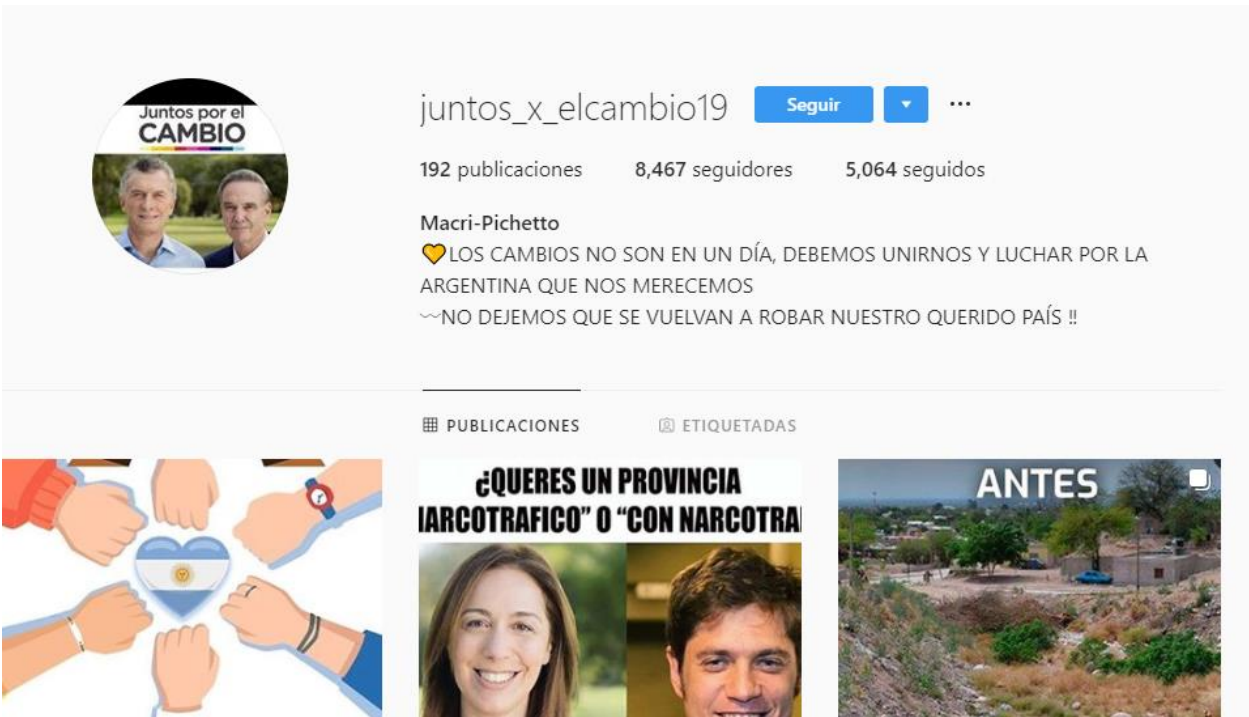 Juntos por el
CAMBIO
juntos_x_elcambio19
Seguir
192 publicaciones 8,467 seguidores 5,064 seguidos
Macri-Pichetto
💛LOS CAMBIOS NO SON EN UN DÍA, DEBEMOS UNIRNOS Y LUCHAR POR LA
ARGENTINA QUE NOS MERECEMOS
〰NO DEJEMOS QUE SE VUELVAN A ROBAR NUESTRO QUERIDO PAÍS ‼
PUBLICACIONES ETIQUETADAS
¿QUERES UN PROVINCIA
IARCOTRAFICO" O "CON NARCOTRA
ANTES